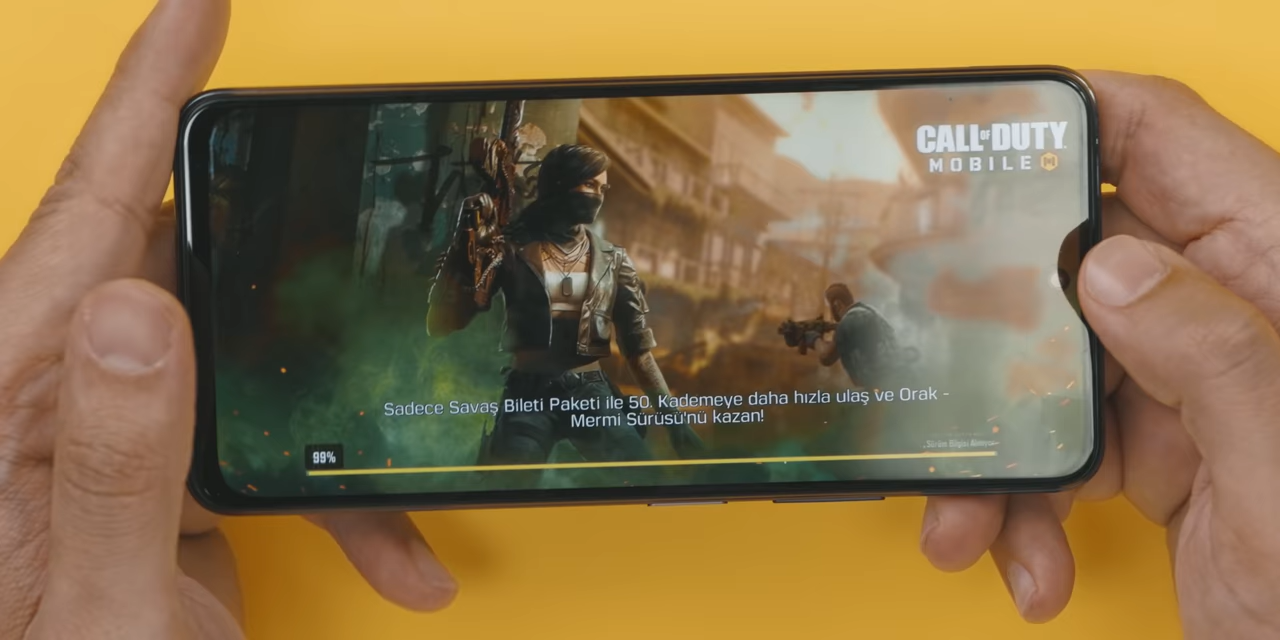 CALL OF DUTY
MOBILE
Sadece Savaş Bileti Paketi ile 50. Kademeye daha hızla ulaş ve Orak -
Mermi Sürüsü'nü kazan!
99%